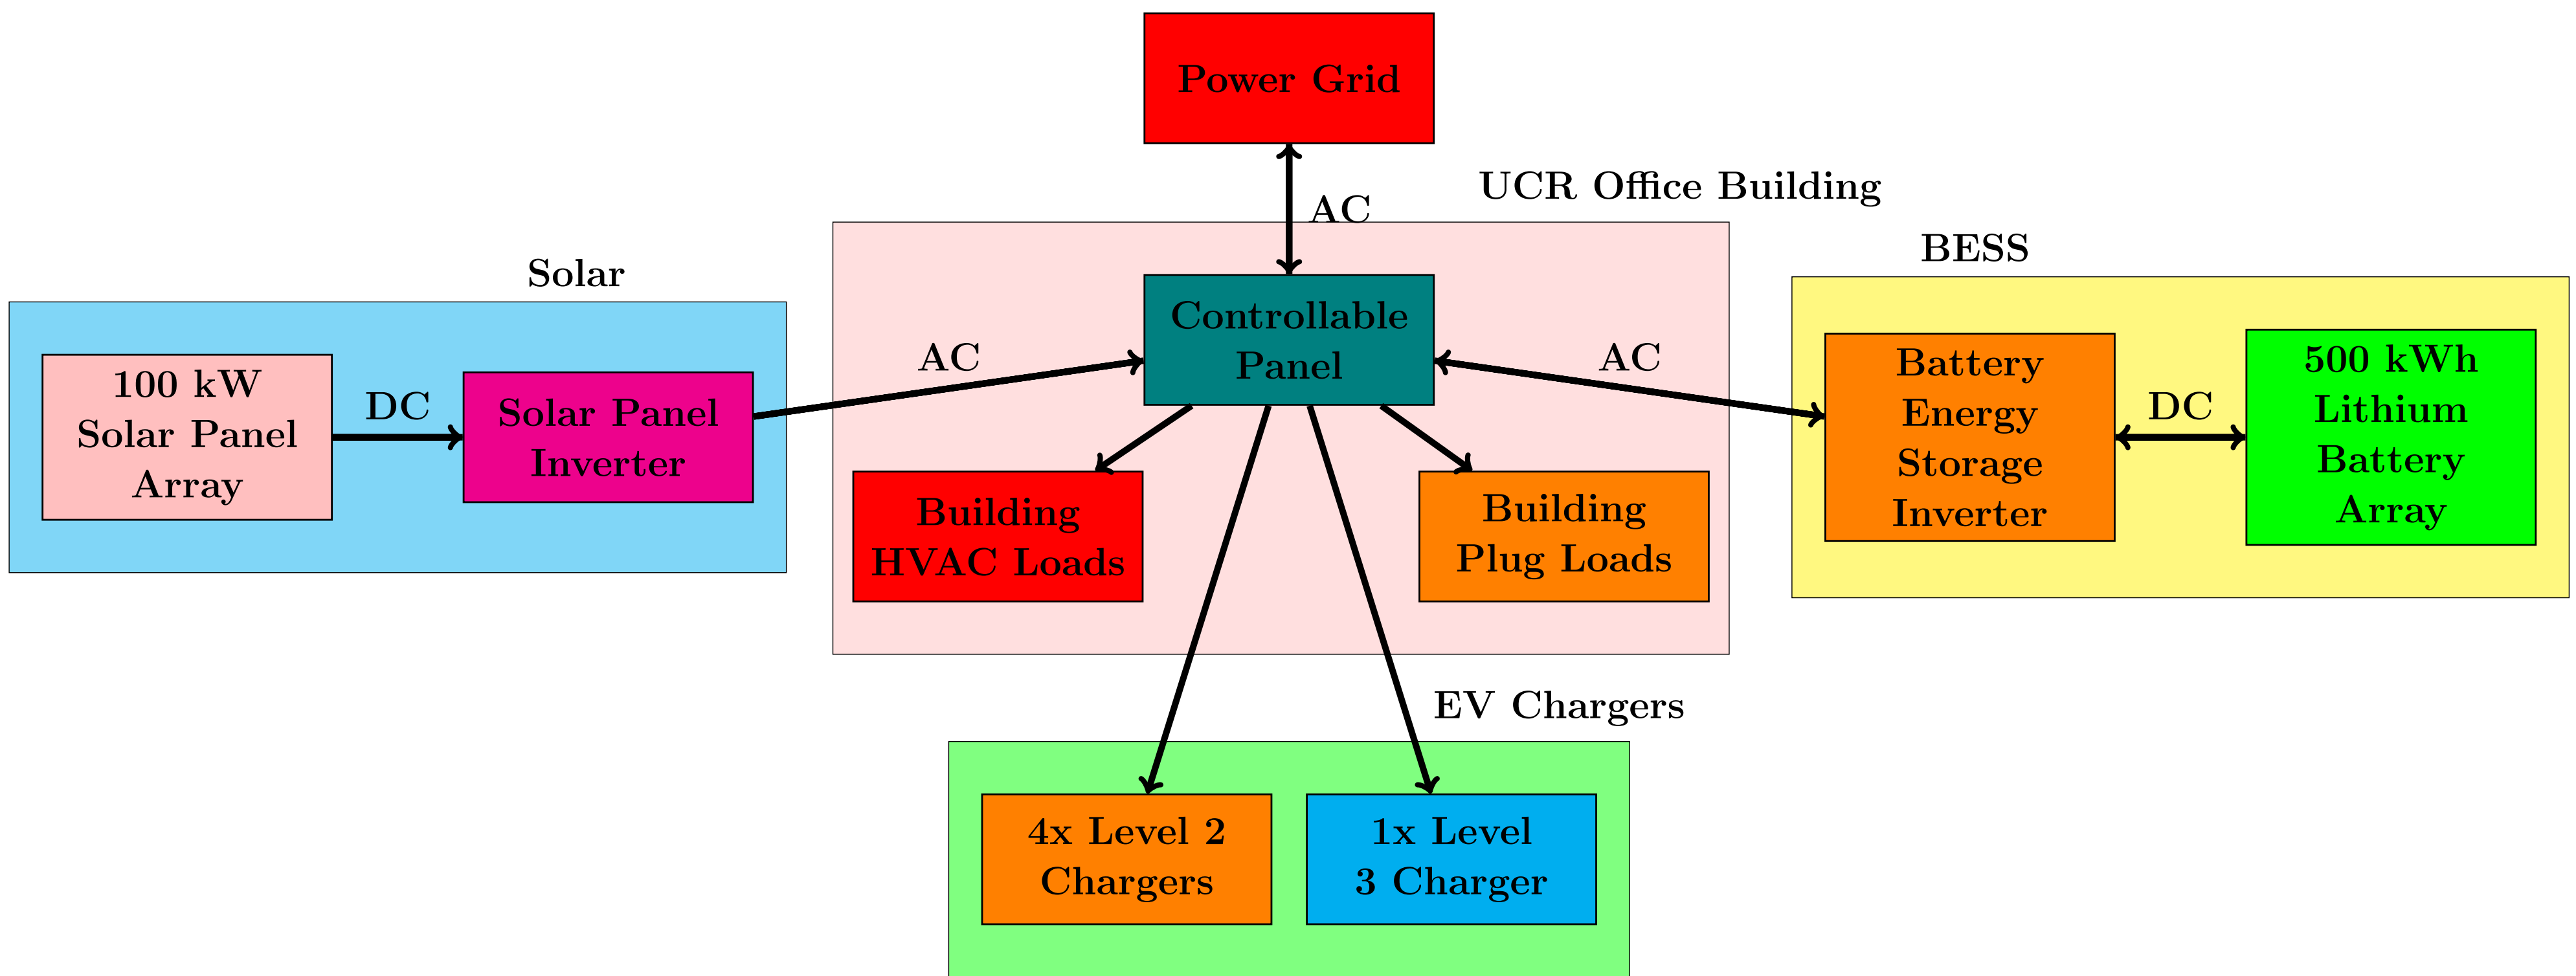 Power Grid
UCR Office Building
AC
BESS
Solar
Controllable
Panel
AC
AC
100 kW
Solar Panel
Array
DC
Solar Panel
Inverter
Battery
Energy
Storage
Inverter
DC
500 kWh
Lithium
Battery
Array
Building
HVAC Loads
Building
Plug Loads
EV Chargers
4x Level 2
Chargers
1x Level
3 Charger